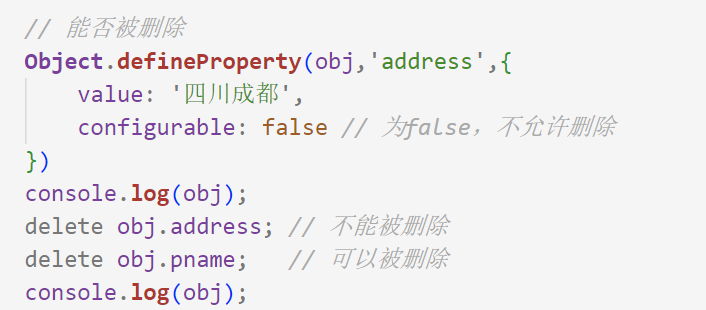 // 能否被删除
Object.defineProperty(obj,'address',{
    value: '四川成都',
    configurable: false // 为false，不允许删除
})
console.log(obj);
delete obj.address; // 不能被删除
delete obj.pname;   // 可以被删除
console.log(obj);